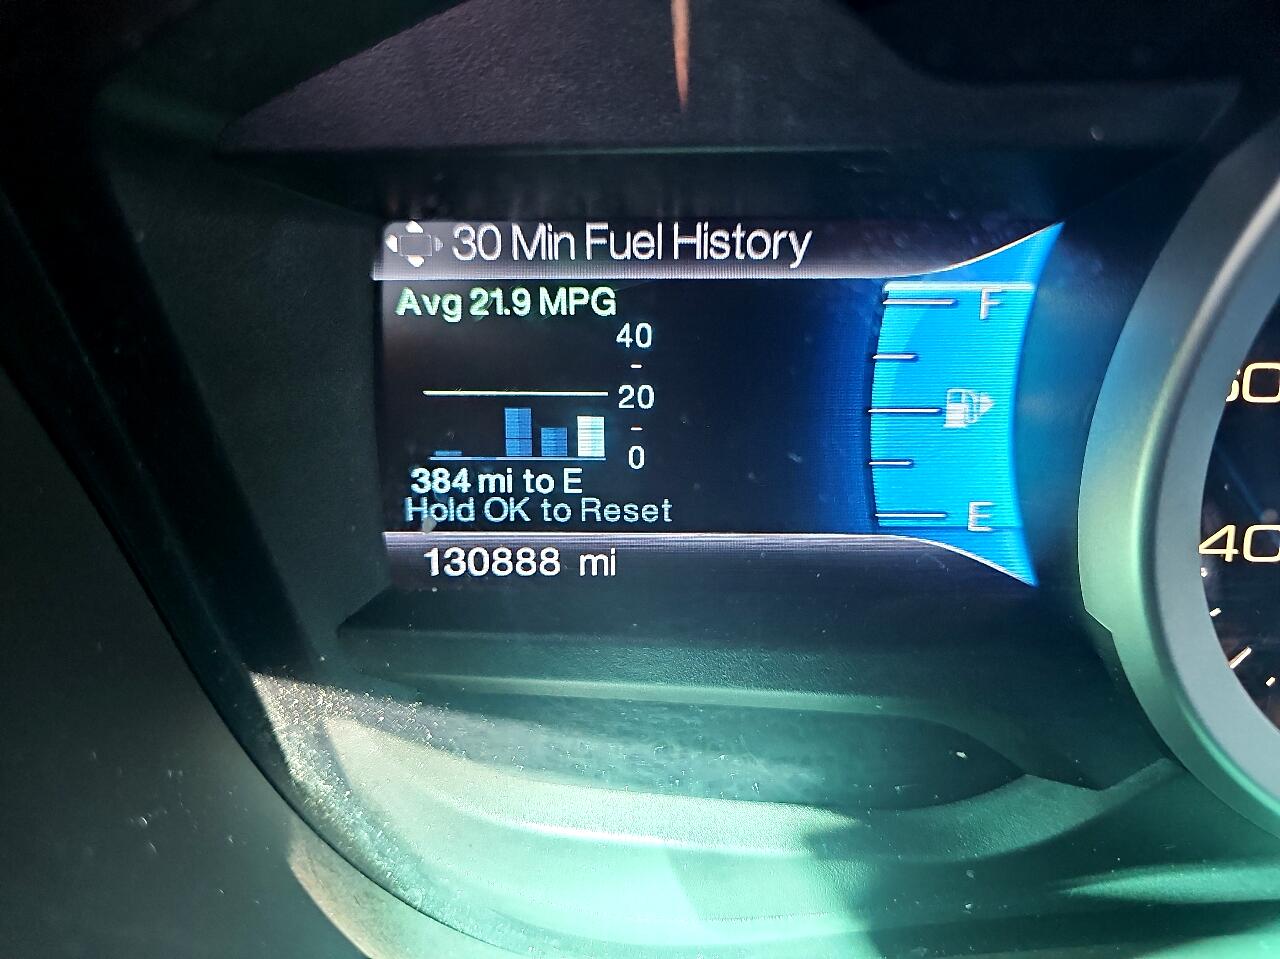 30 Min Fuel History
Avg 21.9 MPG
40
-
20
-
0
384 mi to E
Hold OK to Reset
130888 mi
F
E
40